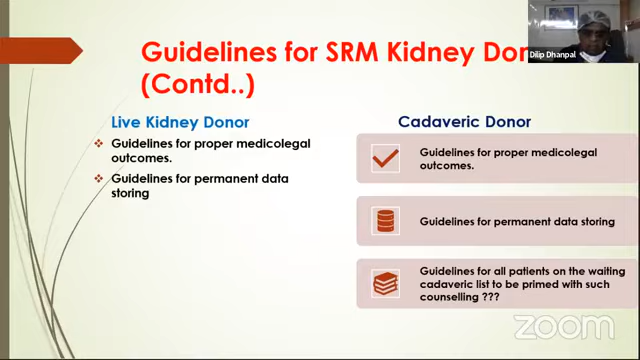 Guidelines for SRM Kidney
(Contd..)
Dilip Dhanpal
Live Kidney Donor
Guidelines for proper medicolegal
outcomes.
Guidelines for permanent data
storing
Cadaveric Donor
Guidelines for proper medicolegal
outcomes.
Guidelines for permanent data storing
Guidelines for all patients on the waiting
cadaveric list to be primed with such
counselling ???
zoom